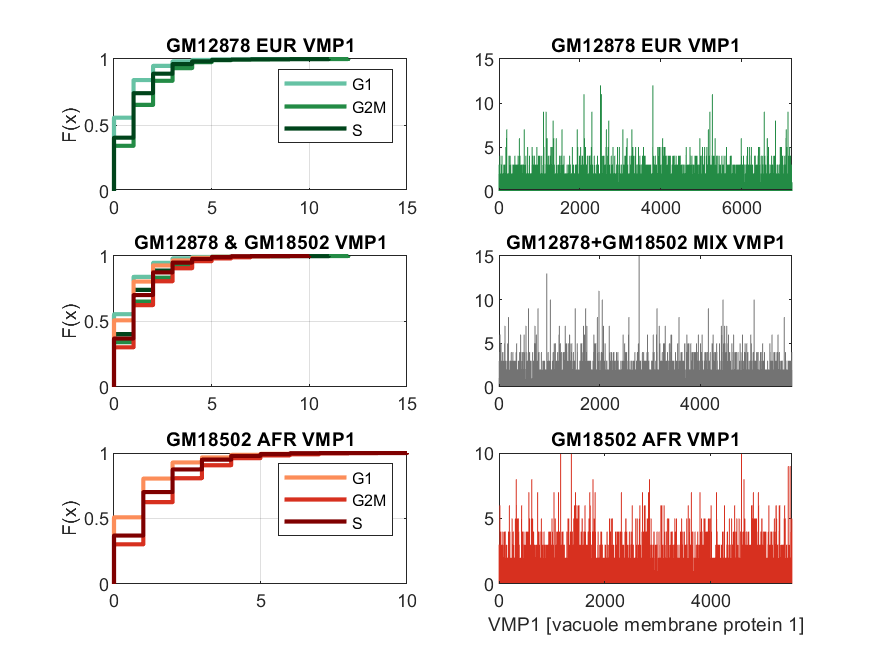 GM12878 EUR VMP1
1
0.5
0
F(x)
0 5 10 15
G1
G2M
S
GM12878 EUR VMP1
15
10
5
0
0 2000 4000 6000
GM12878 & GM18502 VMP1
1
0.5
0
F(x)
0 5 10 15
GM12878+GM18502 MIX VMP1
15
10
5
0
0 2000 4000
GM18502 AFR VMP1
1
0.5
0
F(x)
0 5 10
G1
G2M
S
GM18502 AFR VMP1
10
5
0
0 2000 4000
VMP1 [vacuole membrane protein 1]